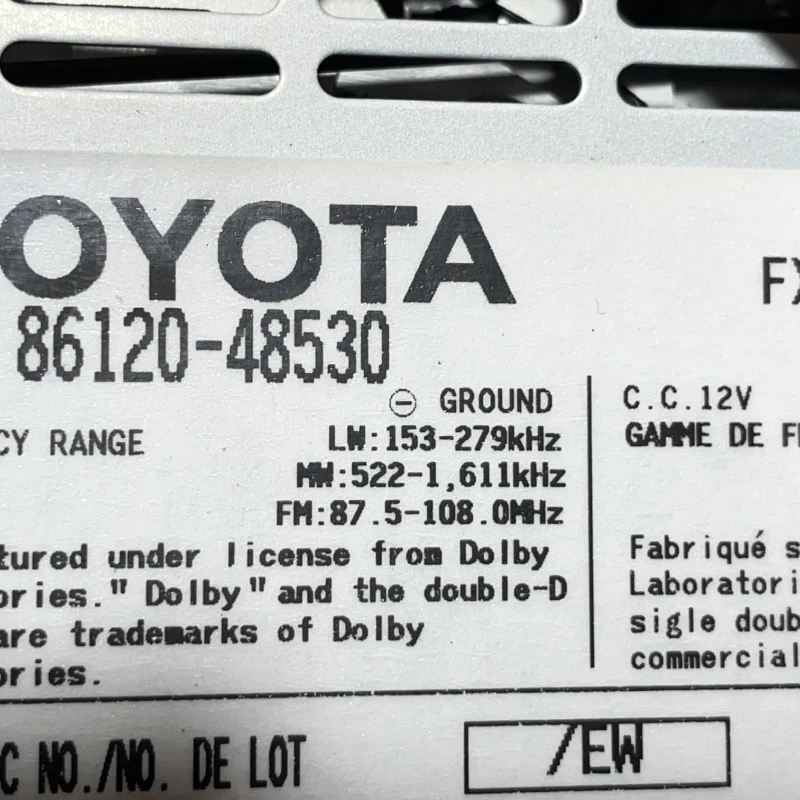 OYOTA
FX
86120-48530
⊖ GROUND
C.C.12V
CY RANGE
LW:153-279kHz
GAMME DE FI
MW:522-1,611kHz
FM:87.5-108.0MHz
tured under license from Dolby
ories." Dolby "and the double-D
are trademarks of Dolby
ories.
Fabriqué s
Laboratori
sigle doub
commercial
C NO./NO. DE LOT
/EW